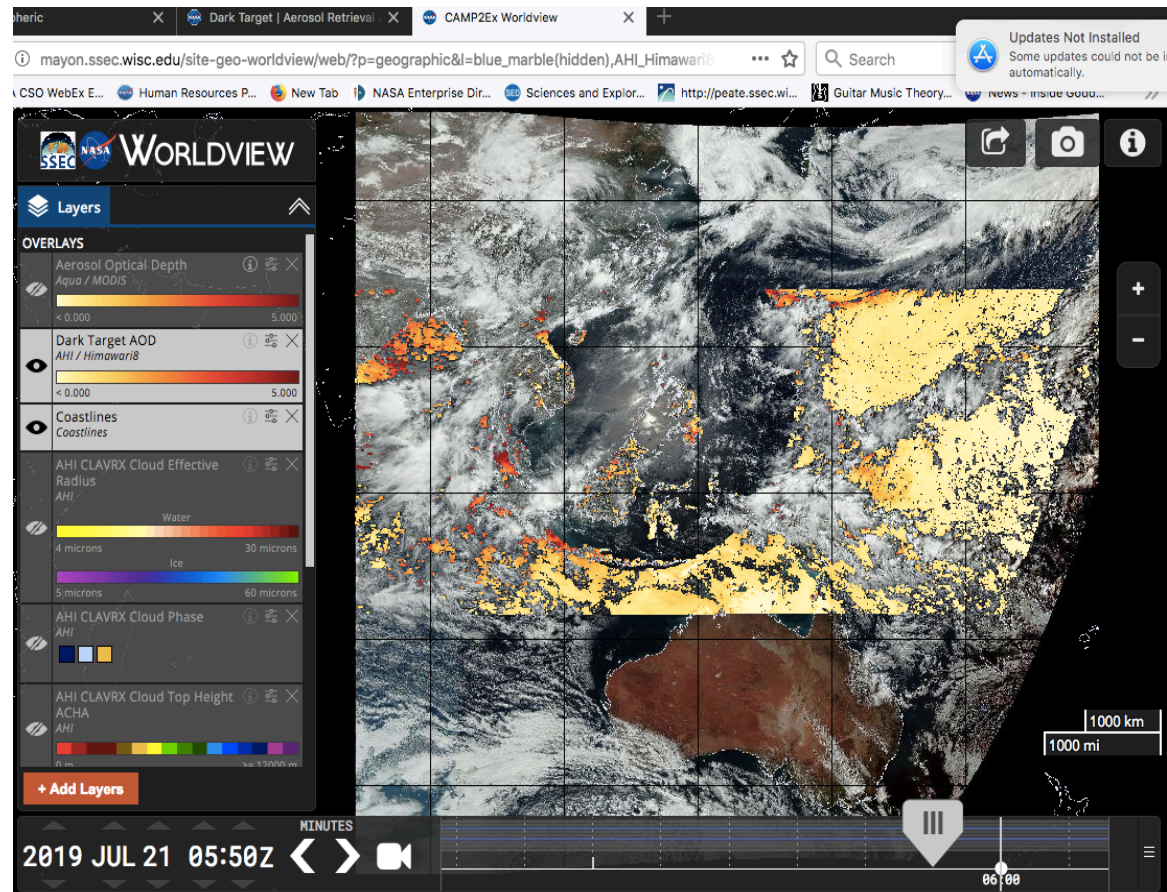 pheric
Dark Target | Aerosol Retrieval
CAMP2Ex Worldview
Updates Not Installed
Some updates could not be
automatically.
mayon.ssec.wisc.edu/site-geo-worldview/web/?p=geographic&l=blue_marble(hidden),AHI_Himawari8
Search
CSO WebEx E...
Human Resources P...
New Tab
NASA Enterprise Dir...
Sciences and Explor...
http://peate.ssec.wi...
Guitar Music Theory...
News - Inside Godd...
SSEC NASA WORLDVIEW
Layers
OVERLAYS
Aerosol Optical Depth
Aqua / MODIS
< 0.000 5.000
Dark Target AOD
AHI / Himawari8
< 0.000 5.000
Coastlines
Coastlines
AHI CLAVRX Cloud Effective
Radius
AHI
Water
4 microns 30 microns
Ice
5 microns 60 microns
AHI CLAVRX Cloud Phase
AHI
AHI CLAVRX Cloud Top Height
ACHA
AHI
0 m >= 12000 m
+ Add Layers
1000 km
1000 mi
MINUTES
2019 JUL 21 05:50Z
06:00